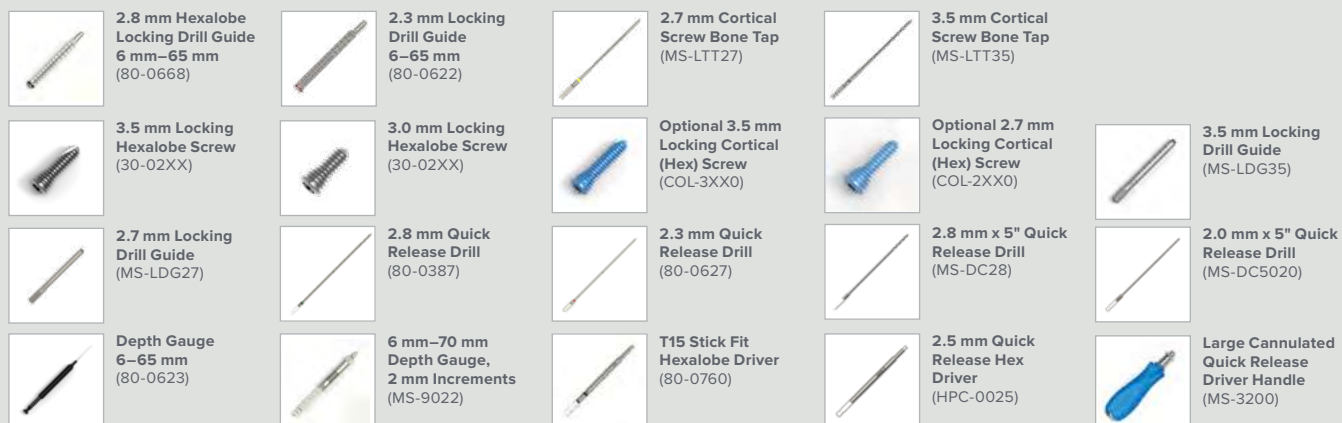 2.8 mm Hexalobe
Locking Drill Guide
6 mm–65 mm
(80-0668)
2.3 mm Locking
Drill Guide
6–65 mm
(80-0622)
2.7 mm Cortical
Screw Bone Tap
(MS-LTT27)
3.5 mm Cortical
Screw Bone Tap
(MS-LTT35)
3.5 mm Locking
Hexalobe Screw
(30-02XX)
3.0 mm Locking
Hexalobe Screw
(30-02XX)
Optional 3.5 mm
Locking Cortical
(Hex) Screw
(COL-3XX0)
Optional 2.7 mm
Locking Cortical
(Hex) Screw
(COL-2XX0)
3.5 mm Locking
Drill Guide
(MS-LDG35)
2.7 mm Locking
Drill Guide
(MS-LDG27)
2.8 mm Quick
Release Drill
(80-0387)
2.3 mm Quick
Release Drill
(80-0627)
2.8 mm x 5" Quick
Release Drill
(MS-DC28)
2.0 mm x 5" Quick
Release Drill
(MS-DC5020)
Depth Gauge
6–65 mm
(80-0623)
6 mm–70 mm
Depth Gauge,
2 mm Increments
(MS-9022)
T15 Stick Fit
Hexalobe Driver
(80-0760)
2.5 mm Quick
Release Hex
Driver
(HPC-0025)
Large Cannulated
Quick Release
Driver Handle
(MS-3200)